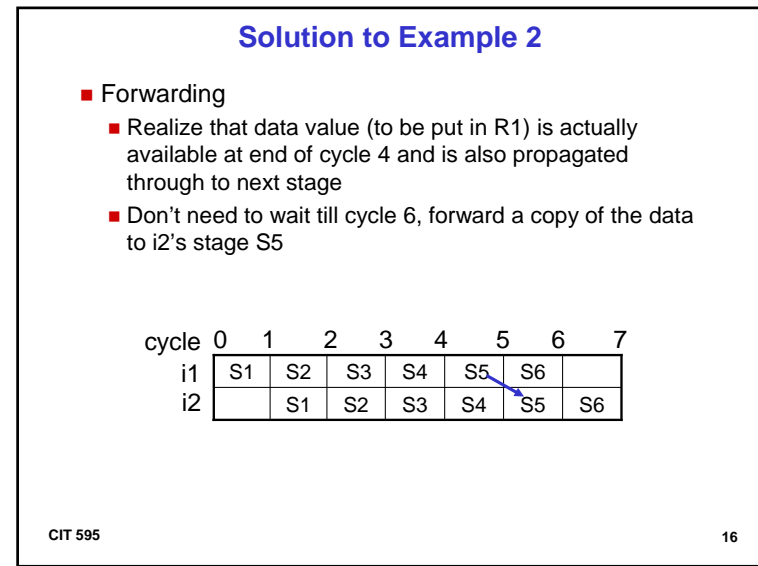 Solution to Example 2
Forwarding
Realize that data value (to be put in R1) is actually
available at end of cycle 4 and is also propagated
through to next stage
Don't need to wait till cycle 6, forward a copy of the data
to i2's stage S5
cycle 0 1 2 3 4 5 6 7
i1 S1 S2 S3 S4 S5 S6
i2 S1 S2 S3 S4 S5 S6
CIT 595 16